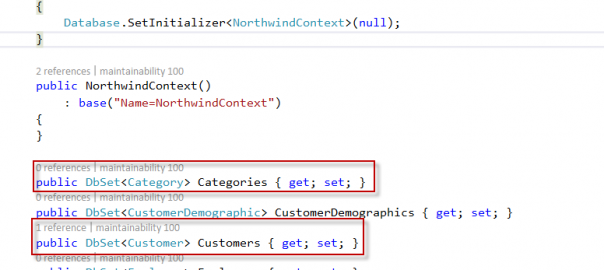 {
Database.SetInitializer<NorthwindContext>(null);
}
2 references | maintainability 100
public NorthwindContext()
: base("Name=NorthwindContext")
{
}
0 references | maintainability 100
public DbSet<Category> Categories { get; set; }
0 references | maintainability 100
public DbSet<CustomerDemographic> CustomerDemographics { get; set; }
1 reference | maintainability 100
public DbSet<Customer> Customers { get; set; }
0 references | maintainability 100